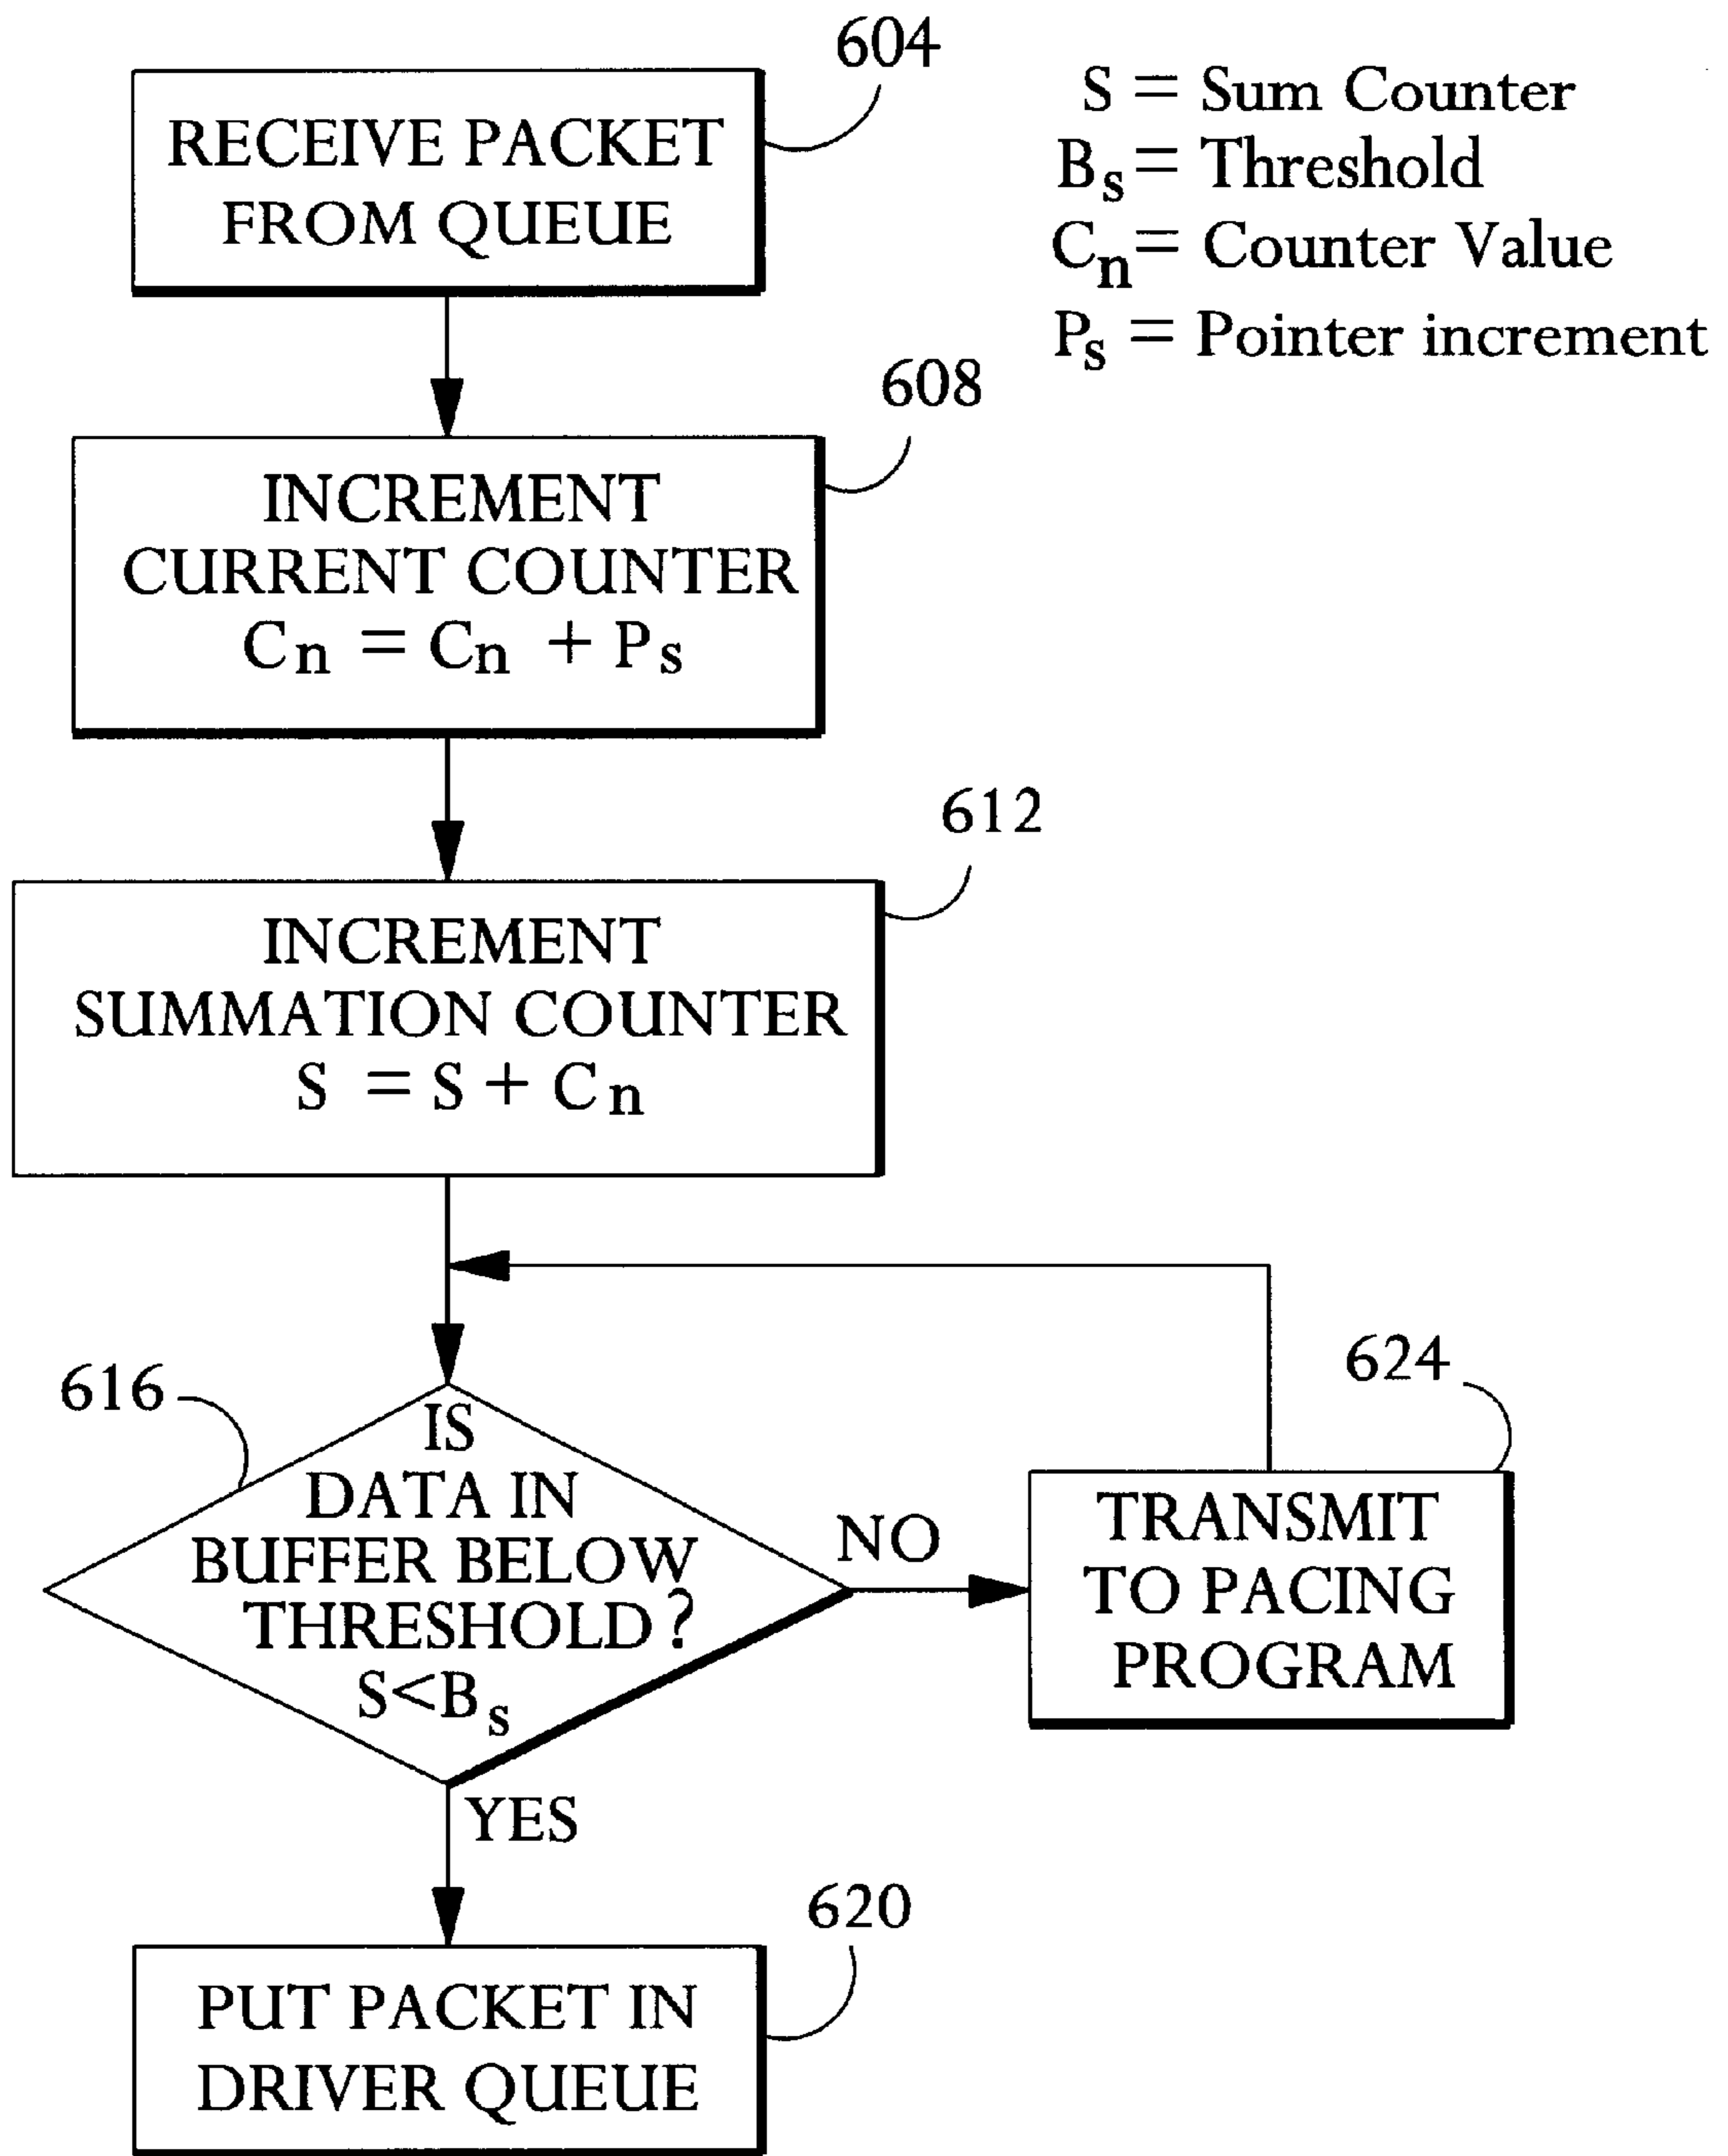 604
RECEIVE PACKET
FROM QUEUE
S = Sum Counter
Bs = Threshold
Cn = Counter Value
Ps = Pointer increment
608
INCREMENT
CURRENT COUNTER
Cn = Cn + Ps
612
INCREMENT
SUMMATION COUNTER
S = S + Cn
616
IS
DATA IN
BUFFER BELOW
THRESHOLD?
S<Bs
NO
624
TRANSMIT
TO PACING
PROGRAM
YES
620
PUT PACKET IN
DRIVER QUEUE